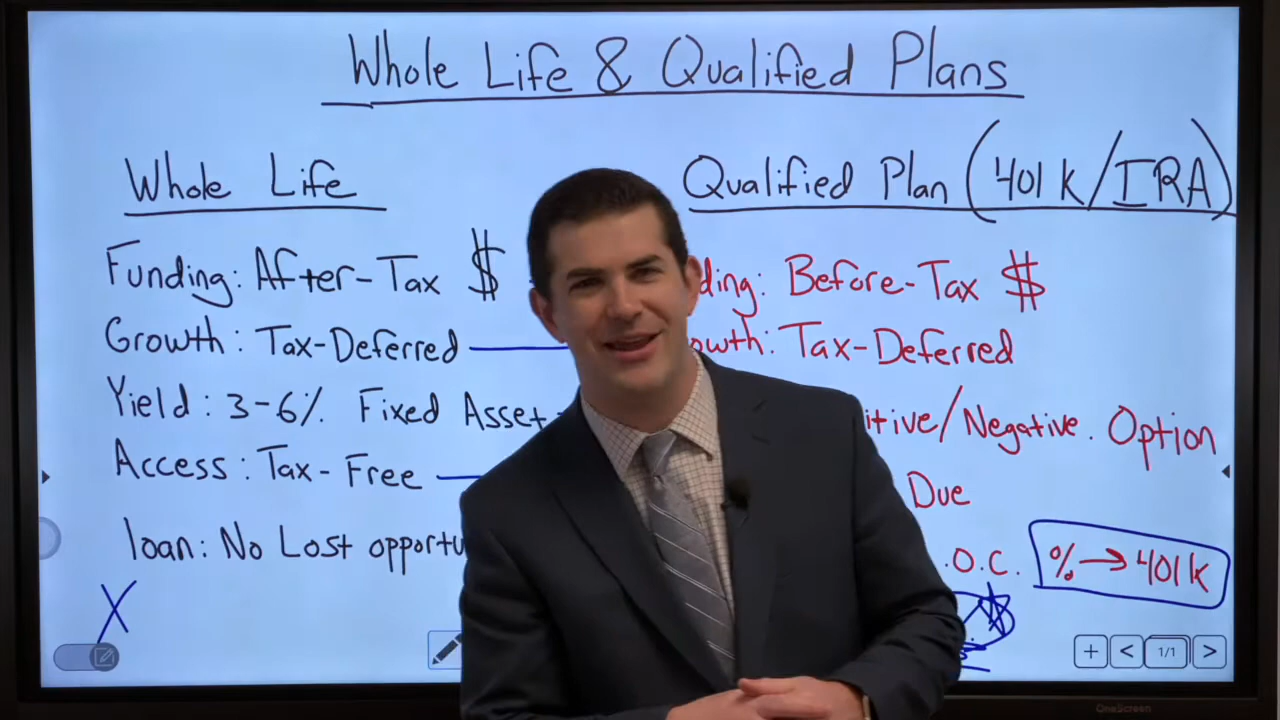 Whole Life & Qualified Plans
Whole Life
Funding: After-Tax $
Growth: Tax-Deferred
Yield: 3-6% Fixed Asset
Access: Tax-Free
loan: No Lost opportu
X
Qualified Plan (401k/IRA)
ding: Before-Tax $
owth: Tax-Deferred
itive/Negative. Option
Due
.O.C. %→401k
+ < 1/1 >
OneScreen